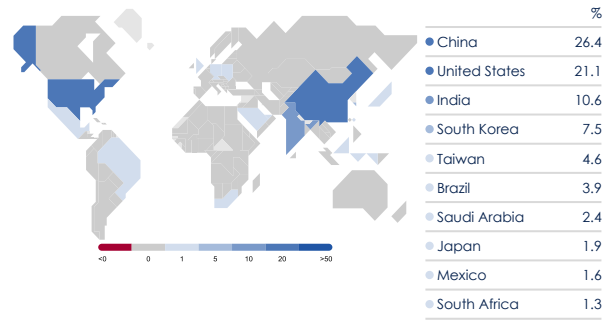 %
China 26.4
United States 21.1
India 10.6
South Korea 7.5
Taiwan 4.6
Brazil 3.9
Saudi Arabia 2.4
Japan 1.9
Mexico 1.6
South Africa 1.3
<0 0 1 5 10 20 >50